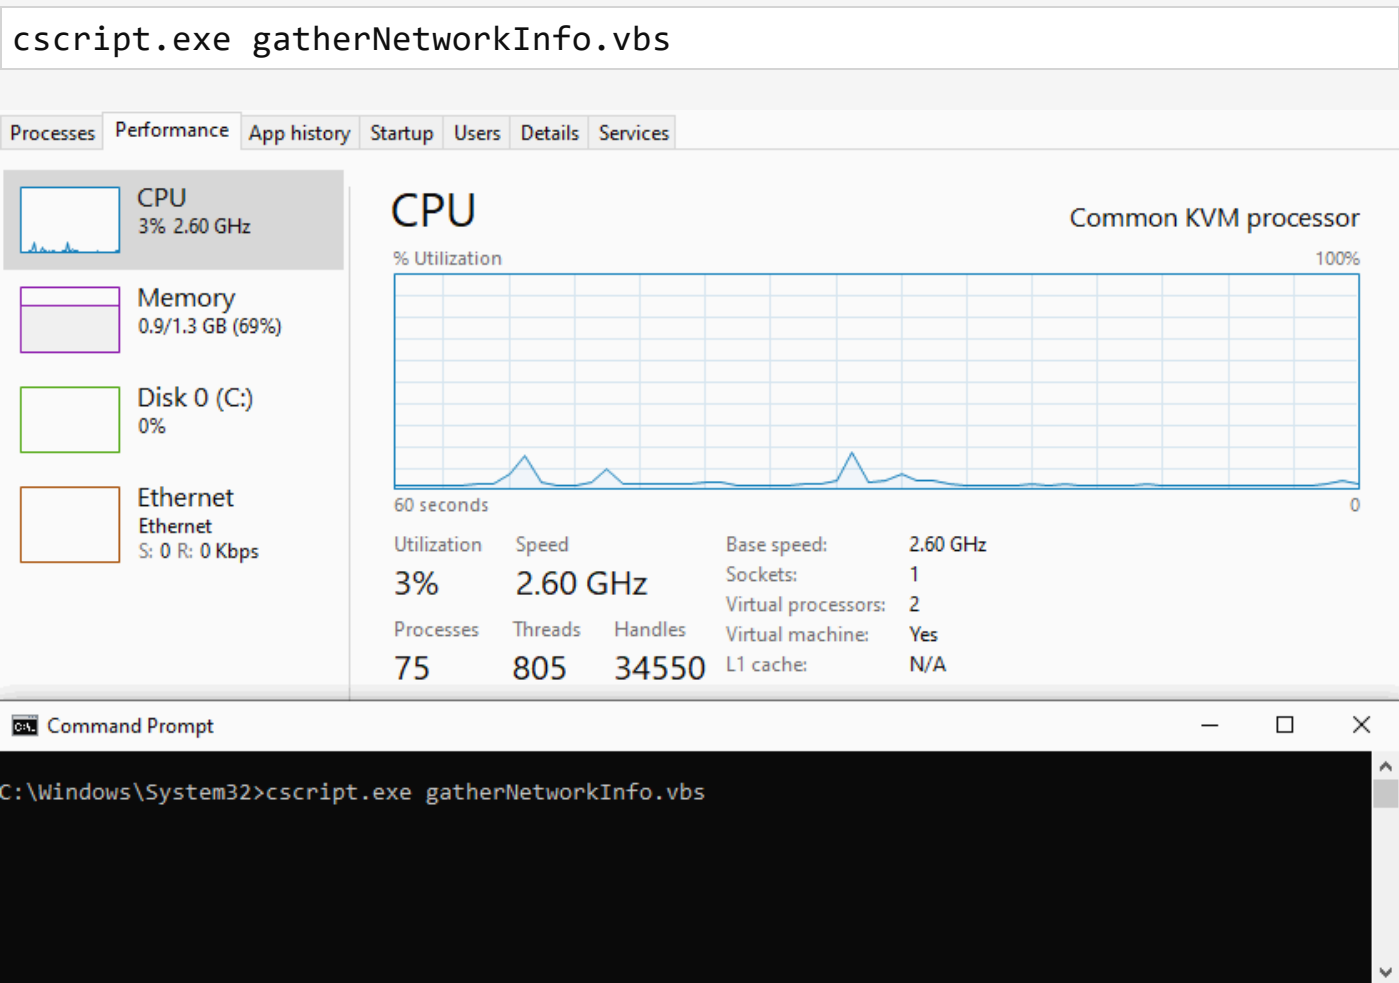 cscript.exe gatherNetworkInfo.vbs
Processes Performance App history Startup Users Details Services
CPU
3% 2.60 GHz
Memory
0.9/1.3 GB (69%)
Disk 0 (C:)
0%
Ethernet
Ethernet
S: 0 R: 0 Kbps
CPU Common KVM processor
% Utilization 100%
60 seconds 0
Utilization Speed
3% 2.60 GHz
Processes Threads Handles
75 805 34550
Base speed: 2.60 GHz
Sockets: 1
Virtual processors: 2
Virtual machine: Yes
L1 cache: N/A
C:\. Command Prompt
C:\Windows\System32>cscript.exe gatherNetworkInfo.vbs